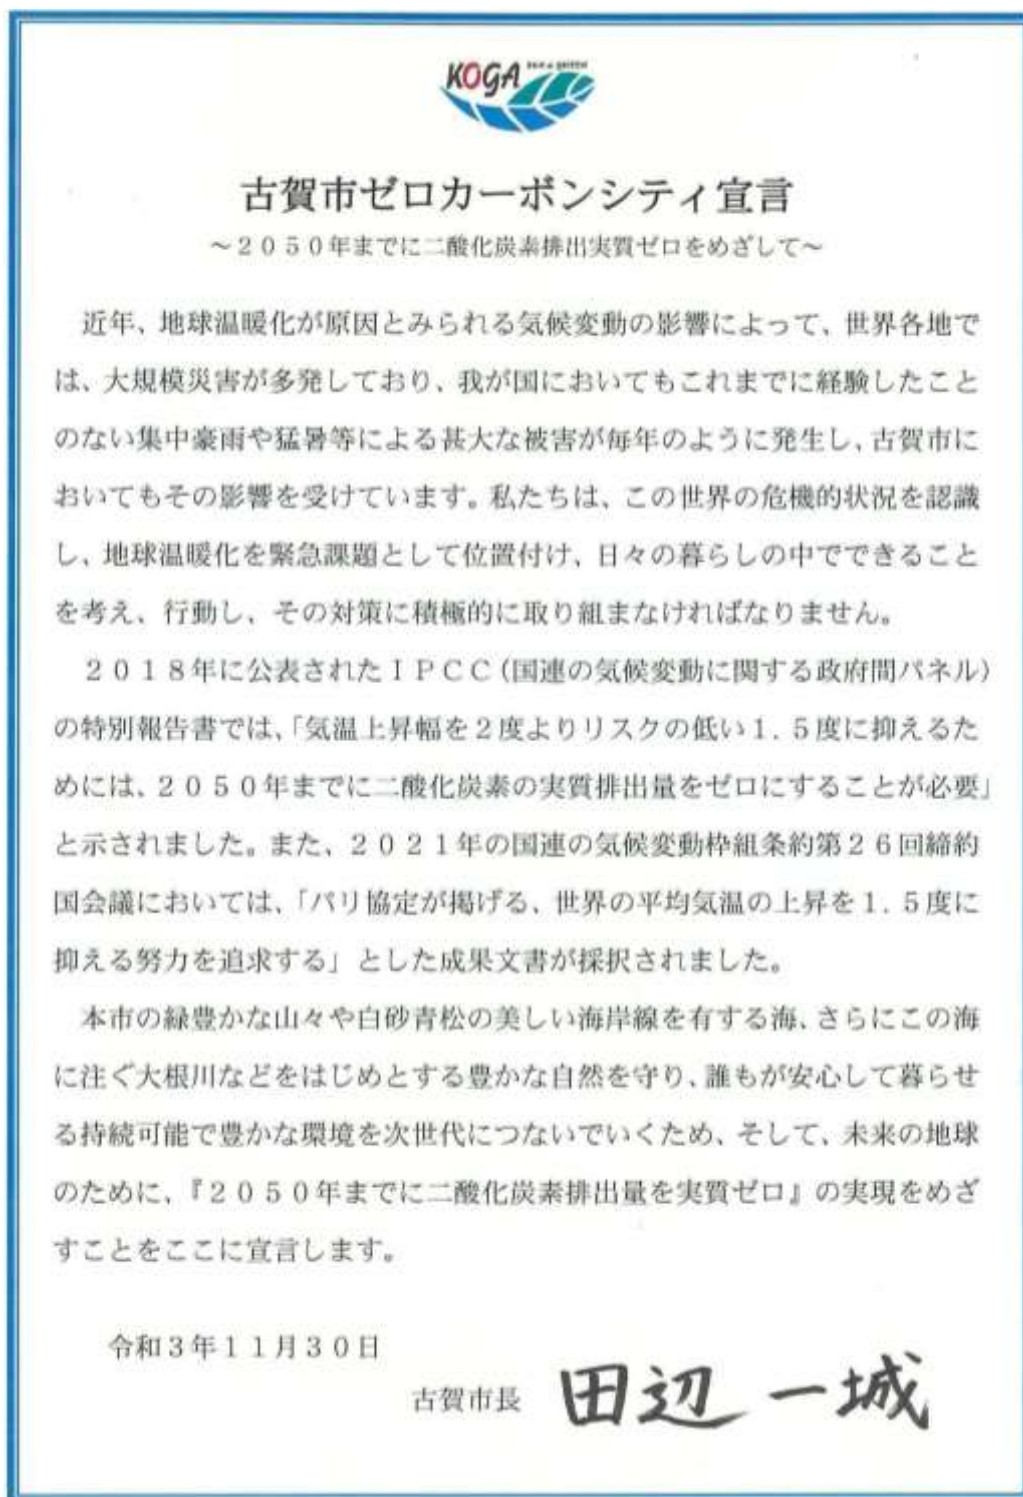 KOGA
古賀市ゼロカーボンシティ宣言
～２０５０年までに二酸化炭素排出実質ゼロをめざして～
近年、地球温暖化が原因とみられる気候変動の影響によって、世界各地で
は、大規模災害が多発しており、我が国においてもこれまでに経験したこと
のない集中豪雨や猛暑等による甚大な被害が毎年のように発生し、古賀市に
おいてもその影響を受けています。私たちは、この世界の危機的状況を認識
し、地球温暖化を緊急課題として位置付け、日々の暮らしの中でできること
を考え、行動し、その対策に積極的に取り組まなければなりません。
２０１８年に公表されたＩＰＣＣ（国連の気候変動に関する政府間パネル）
の特別報告書では、「気温上昇幅を２度よりリスクの低い１．５度に抑えるた
めには、２０５０年までに二酸化炭素の実質排出量をゼロにすることが必要」
と示されました。また、２０２１年の国連の気候変動枠組条約第２６回締約
国会議においては、「パリ協定が掲げる、世界の平均気温の上昇を１．５度に
抑える努力を追求する」とした成果文書が採択されました。
本市の緑豊かな山々や白砂青松の美しい海岸線を有する海、さらにこの海
に注ぐ大根川などをはじめとする豊かな自然を守り、誰もが安心して暮らせ
る持続可能で豊かな環境を次世代につないでいくため、そして、未来の地球
のために、『２０５０年までに二酸化炭素排出量を実質ゼロ』の実現をめざ
すことをここに宣言します。
令和３年１１月３０日
古賀市長 田辺 一城